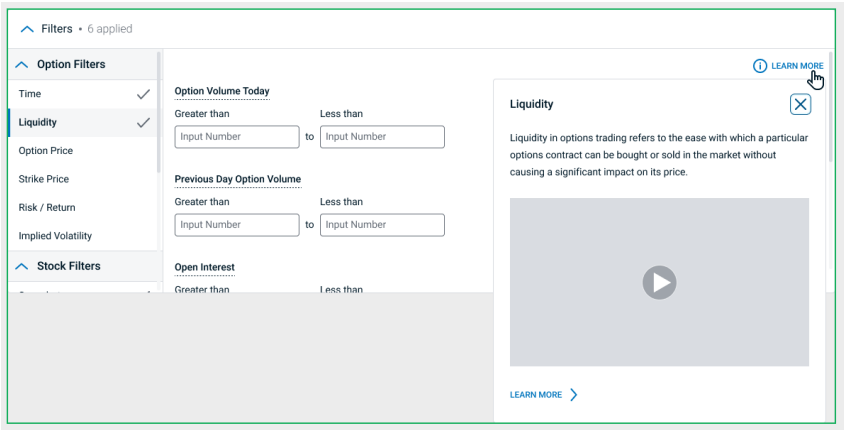 Filters • 6 applied
Option Filters
Time
Liquidity
Option Price
Strike Price
Risk / Return
Implied Volatility
Stock Filters
LEARN MORE
Option Volume Today
Greater than Less than
Input Number to Input Number
Previous Day Option Volume
Greater than Less than
Input Number to Input Number
Open Interest
Greater than Less than
Liquidity
Liquidity in options trading refers to the ease with which a particular
options contract can be bought or sold in the market without
causing a significant impact on its price.
LEARN MORE